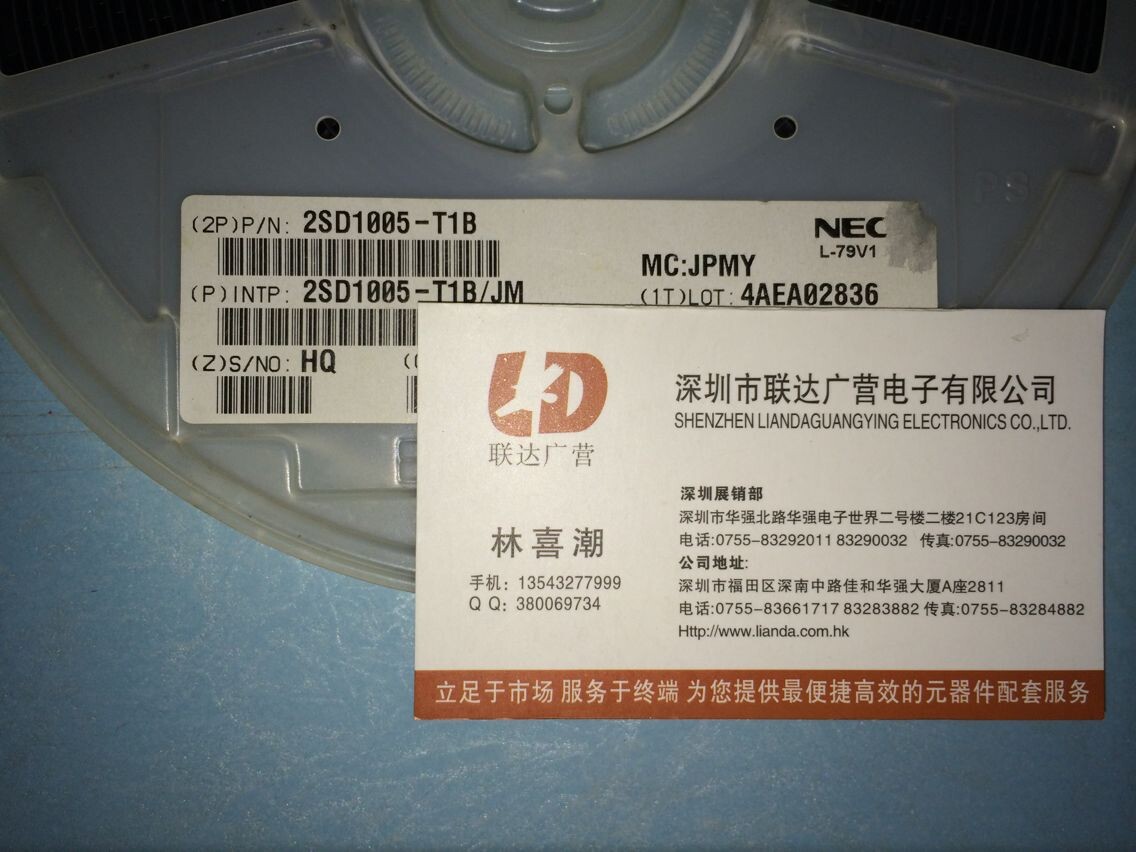 PS
(2P)P/N: 2SD1005-T1B
NEC
L-79V1
MC:JPMY
(P)INTP: 2SD1005-T1B/JM
(1T)LOT: 4AEA02836
(Z)S/NO: HQ
联达广营
深圳市联达广营电子有限公司
SHENZHEN LIANDAGUANGYING ELECTRONICS CO.,LTD.
林喜潮
手机: 13543277999
Q Q: 380069734
深圳展销部
深圳市华强北路华强电子世界二号楼二楼21C123房间
电话:0755-83292011 83290032 传真:0755-83290032
公司地址:
深圳市福田区深南中路佳和华强大厦A座2811
电话:0755-83661717 83283882 传真:0755-83284882
Http://www.lianda.com.hk
立足于市场 服务于终端 为您提供最便捷高效的元器件配套服务